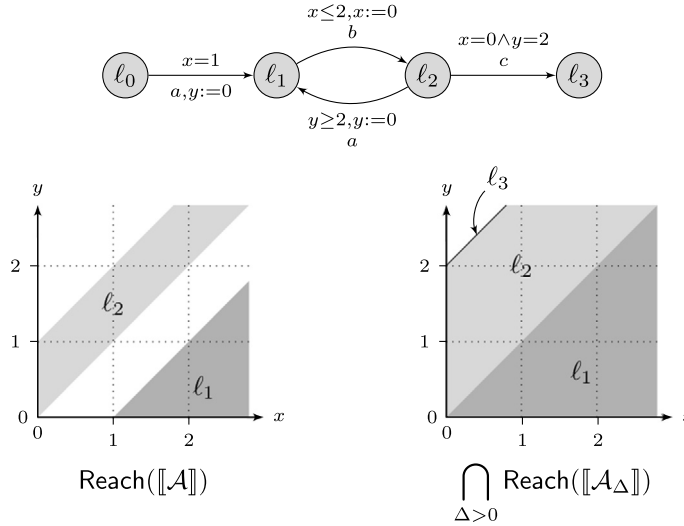 x≤2,x:=0
b
x=1
a,y:=0
x=0∧y=2
c
ℓ0 ℓ1 ℓ2 ℓ3
y≥2,y:=0
a
y
2
1
0
0 1 2
x
ℓ2
ℓ1
Reach(⟦𝒜⟧)
y
ℓ3
2
1
0
0 1 2
ℓ2
ℓ1
⋂ Reach(⟦𝒜Δ⟧)
Δ>0